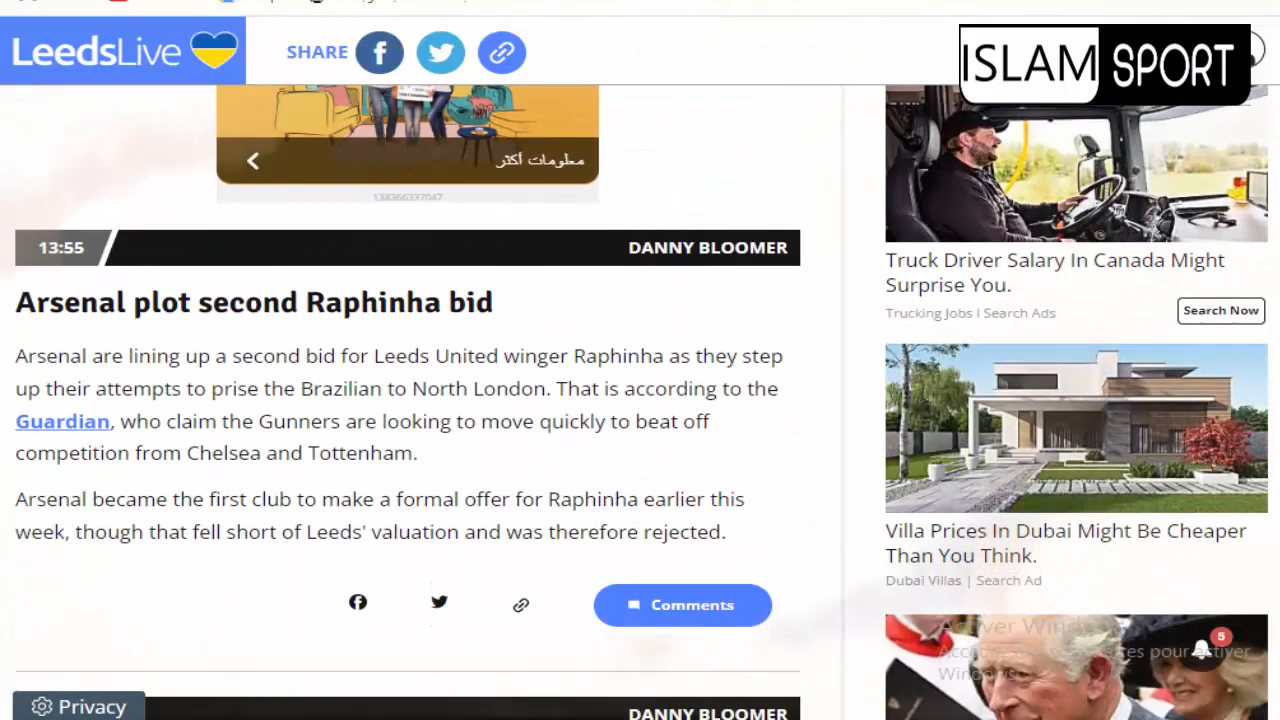 LeedsLive
SHARE
ISLAM SPORT
معلومات أكثر
138366337047
13:55
DANNY BLOOMER
Arsenal plot second Raphinha bid
Arsenal are lining up a second bid for Leeds United winger Raphinha as they step
up their attempts to prise the Brazilian to North London. That is according to the
Guardian, who claim the Gunners are looking to move quickly to beat off
competition from Chelsea and Tottenham.
Arsenal became the first club to make a formal offer for Raphinha earlier this
week, though that fell short of Leeds' valuation and was therefore rejected.
Comments
Privacy
DANNY BLOOMER
Truck Driver Salary In Canada Might
Surprise You.
Trucking Jobs | Search Ads
Search Now
Villa Prices In Dubai Might Be Cheaper
Than You Think.
Dubai Villas | Search Ad
5
pour activer